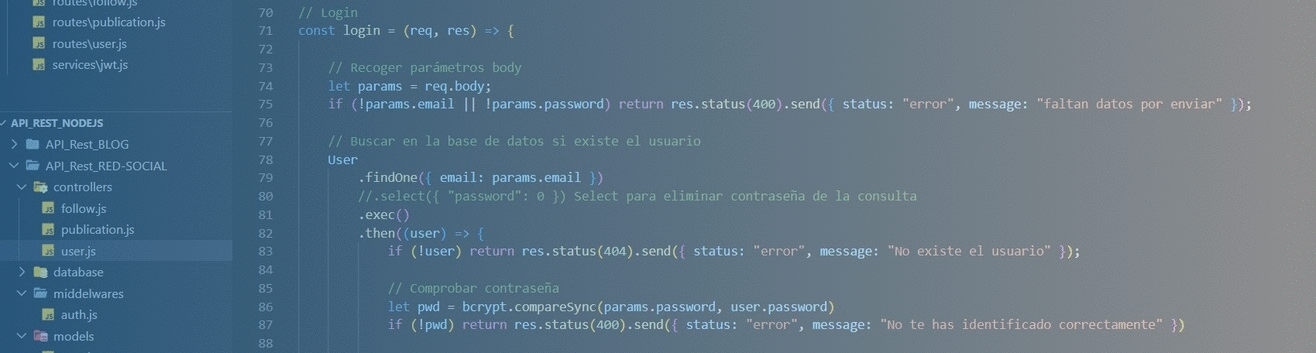 routes\follow.js
routes\publication.js
routes\user.js
services\jwt.js
API_REST_NODEJS
API_Rest_BLOG
API_Rest_RED-SOCIAL
controllers
follow.js
publication.js
user.js
database
middelwares
auth.js
models
70 // Login
71 const login = (req, res) => {
72
73 // Recoger parámetros body
74 let params = req.body;
75 if (!params.email || !params.password) return res.status(400).send({ status: "error", message: "faltan datos por enviar" });
76
77 // Buscar en la base de datos si existe el usuario
78 User
79 .findOne({ email: params.email })
80 //.select({ "password": 0 }) Select para eliminar contraseña de la consulta
81 .exec()
82 .then((user) => {
83 if (!user) return res.status(404).send({ status: "error", message: "No existe el usuario" });
84
85 // Comprobar contraseña
86 let pwd = bcrypt.compareSync(params.password, user.password)
87 if (!pwd) return res.status(400).send({ status: "error", message: "No te has identificado correctamente" })
88